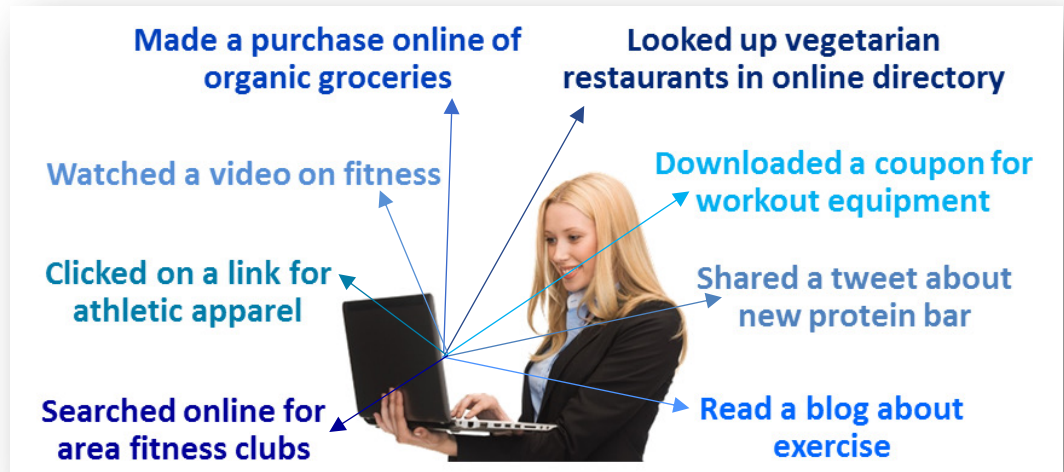 Made a purchase online of
organic groceries
Looked up vegetarian
restaurants in online directory
Watched a video on fitness
Downloaded a coupon for
workout equipment
Clicked on a link for
athletic apparel
Shared a tweet about
new protein bar
Searched online for
area fitness clubs
Read a blog about
exercise